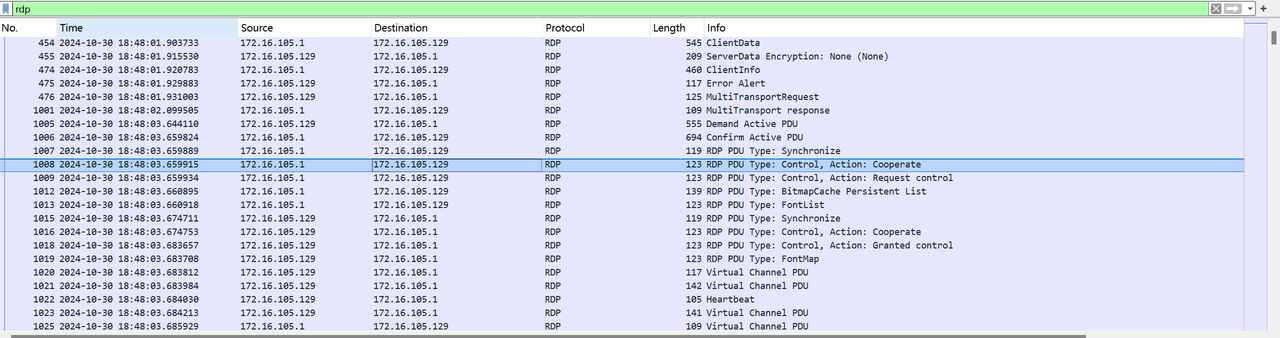 rdp
No. Time Source Destination Protocol Length Info
454 2024-10-30 18:48:01.903733 172.16.105.1 172.16.105.129 RDP 545 ClientData
455 2024-10-30 18:48:01.915530 172.16.105.129 172.16.105.1 RDP 209 ServerData Encryption: None (None)
474 2024-10-30 18:48:01.920783 172.16.105.1 172.16.105.129 RDP 460 ClientInfo
475 2024-10-30 18:48:01.929883 172.16.105.129 172.16.105.1 RDP 117 Error Alert
476 2024-10-30 18:48:01.931003 172.16.105.129 172.16.105.1 RDP 125 MultiTransportRequest
1001 2024-10-30 18:48:02.099505 172.16.105.1 172.16.105.129 RDP 109 MultiTransport response
1005 2024-10-30 18:48:03.644110 172.16.105.129 172.16.105.1 RDP 555 Demand Active PDU
1006 2024-10-30 18:48:03.659824 172.16.105.1 172.16.105.129 RDP 694 Confirm Active PDU
1007 2024-10-30 18:48:03.659889 172.16.105.1 172.16.105.129 RDP 119 RDP PDU Type: Synchronize
1008 2024-10-30 18:48:03.659915 172.16.105.1 172.16.105.129 RDP 123 RDP PDU Type: Control, Action: Cooperate
1009 2024-10-30 18:48:03.659934 172.16.105.1 172.16.105.129 RDP 123 RDP PDU Type: Control, Action: Request control
1012 2024-10-30 18:48:03.660895 172.16.105.1 172.16.105.129 RDP 139 RDP PDU Type: BitmapCache Persistent List
1013 2024-10-30 18:48:03.660918 172.16.105.1 172.16.105.129 RDP 123 RDP PDU Type: FontList
1015 2024-10-30 18:48:03.674711 172.16.105.129 172.16.105.1 RDP 119 RDP PDU Type: Synchronize
1016 2024-10-30 18:48:03.674753 172.16.105.129 172.16.105.1 RDP 123 RDP PDU Type: Control, Action: Cooperate
1018 2024-10-30 18:48:03.683657 172.16.105.129 172.16.105.1 RDP 123 RDP PDU Type: Control, Action: Granted control
1019 2024-10-30 18:48:03.683708 172.16.105.129 172.16.105.1 RDP 123 RDP PDU Type: FontMap
1020 2024-10-30 18:48:03.683812 172.16.105.129 172.16.105.1 RDP 117 Virtual Channel PDU
1021 2024-10-30 18:48:03.683984 172.16.105.129 172.16.105.1 RDP 142 Virtual Channel PDU
1022 2024-10-30 18:48:03.684030 172.16.105.129 172.16.105.1 RDP 105 Heartbeat
1023 2024-10-30 18:48:03.684213 172.16.105.129 172.16.105.1 RDP 141 Virtual Channel PDU
1025 2024-10-30 18:48:03.685929 172.16.105.1 172.16.105.129 RDP 109 Virtual Channel PDU